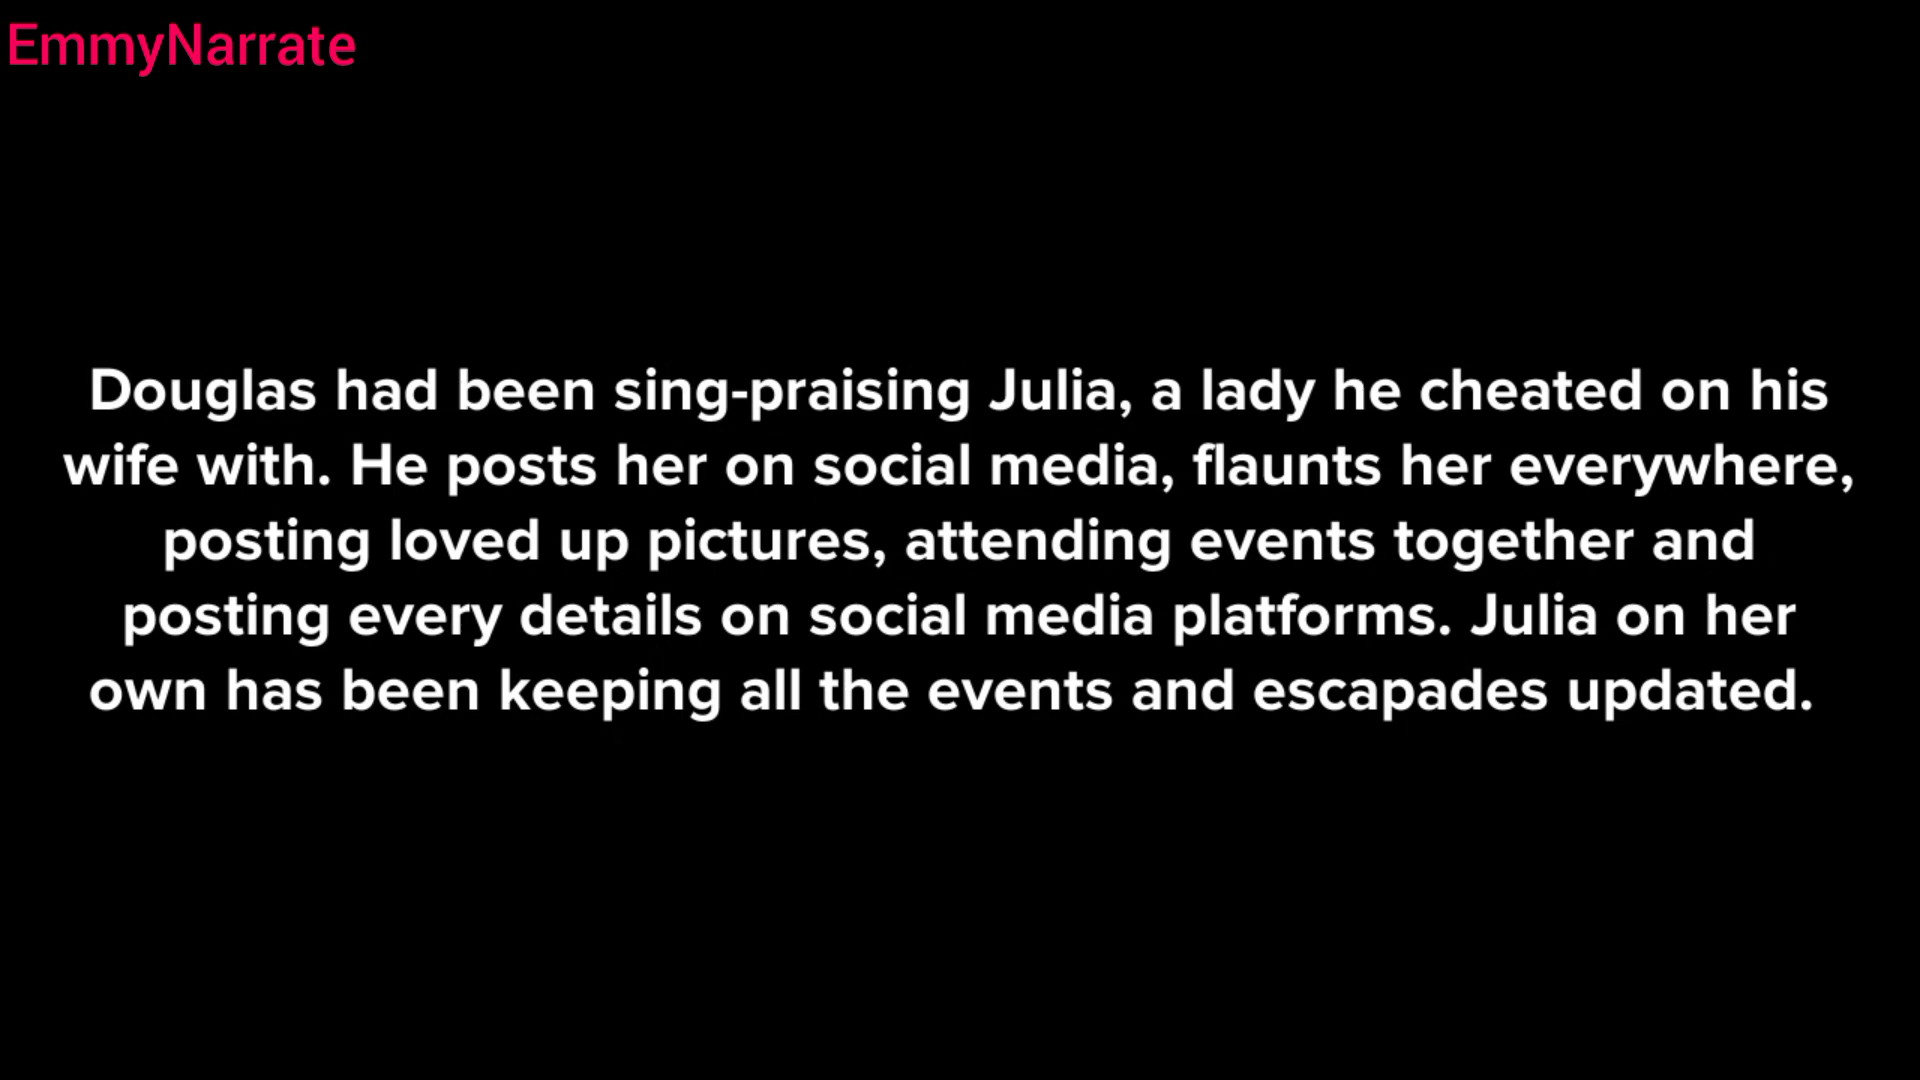 EmmyNarrate
Douglas had been sing-praising Julia, a lady he cheated on his
wife with. He posts her on social media, flaunts her everywhere,
posting loved up pictures, attending events together and
posting every details on social media platforms. Julia on her
own has been keeping all the events and escapades updated.